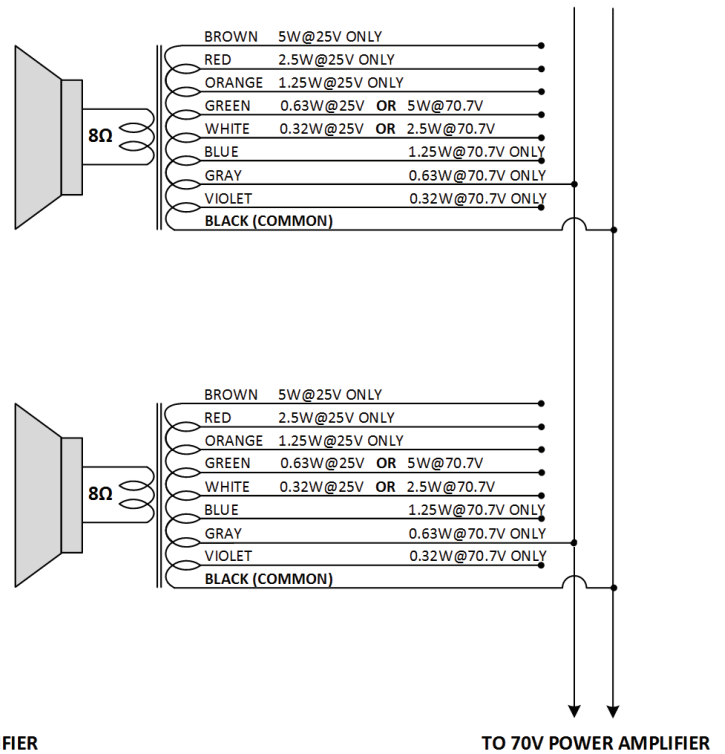 BROWN 5W@25V ONLY
RED 2.5W@25V ONLY
ORANGE 1.25W@25V ONLY
GREEN 0.63W@25V OR 5W@70.7V
8Ω
WHITE 0.32W@25V OR 2.5W@70.7V
BLUE 1.25W@70.7V ONLY
GRAY 0.63W@70.7V ONLY
VIOLET 0.32W@70.7V ONLY
BLACK (COMMON)
BROWN 5W@25V ONLY
RED 2.5W@25V ONLY
ORANGE 1.25W@25V ONLY
GREEN 0.63W@25V OR 5W@70.7V
8Ω
WHITE 0.32W@25V OR 2.5W@70.7V
BLUE 1.25W@70.7V ONLY
GRAY 0.63W@70.7V ONLY
VIOLET 0.32W@70.7V ONLY
BLACK (COMMON)
IFIER TO 70V POWER AMPLIFIER